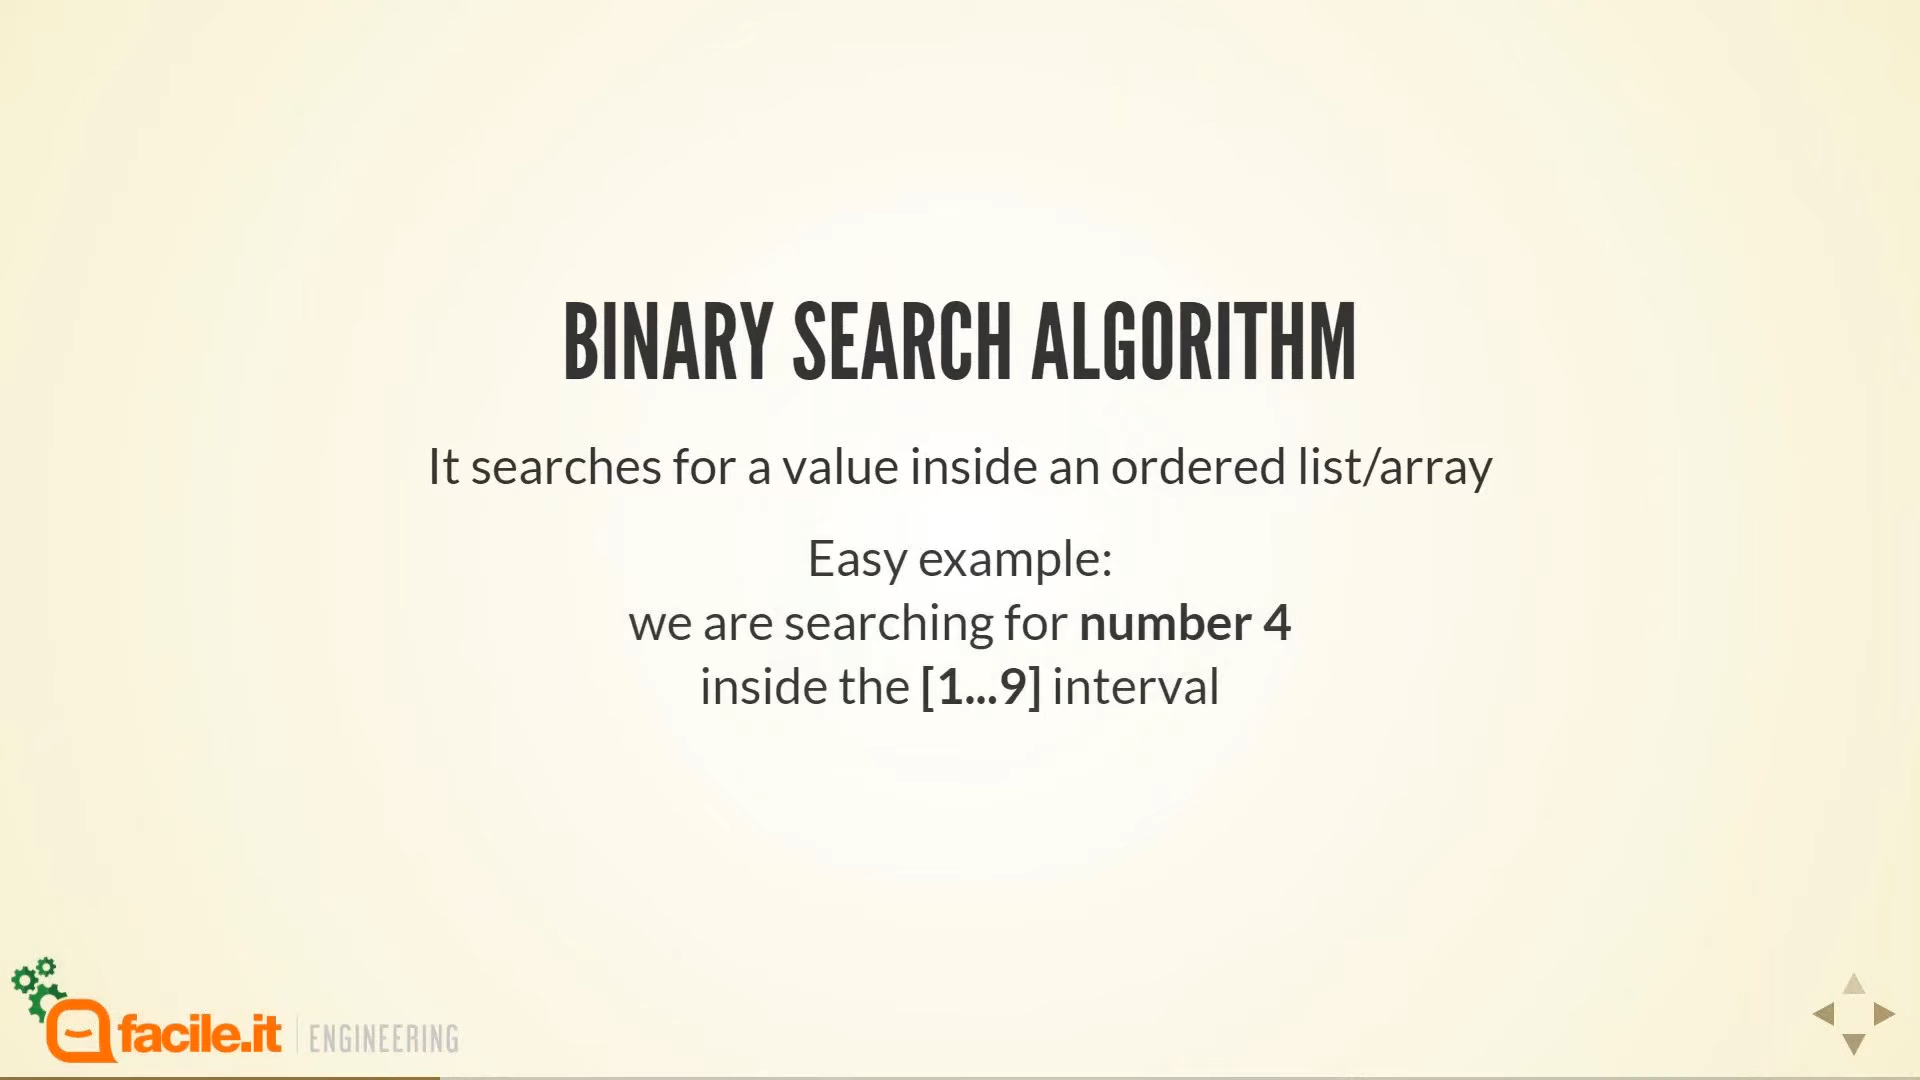 BINARY SEARCH ALGORITHM
It searches for a value inside an ordered list/array
Easy example:
we are searching for number 4
inside the [1...9] interval
facile.it ENGINEERING